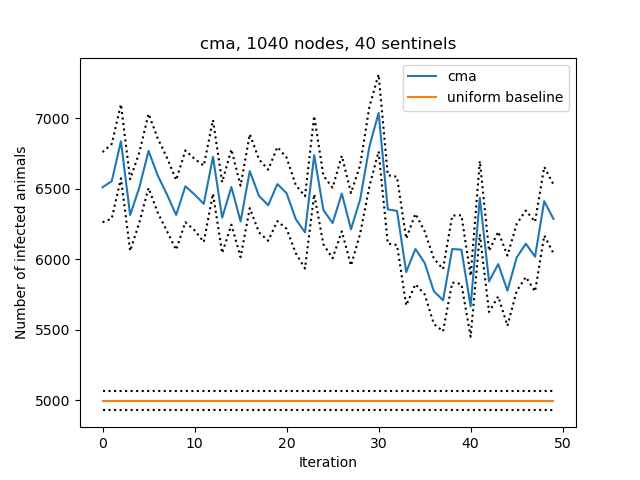 cma, 1040 nodes, 40 sentinels
cma
uniform baseline
Number of infected animals
7000
6500
6000
5500
5000
0 10 20 30 40 50
Iteration